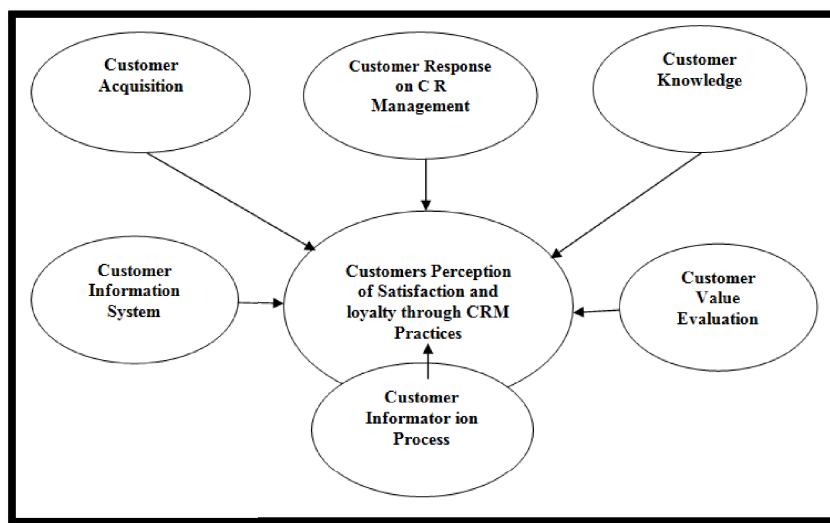 Customer
Acquisition
Customer Response
on C R
Management
Customer
Knowledge
Customer
Information
System
Customers Perception
of Satisfaction and
loyalty through CRM
Practices
Customer
Value
Evaluation
Customer
Informator ion
Process